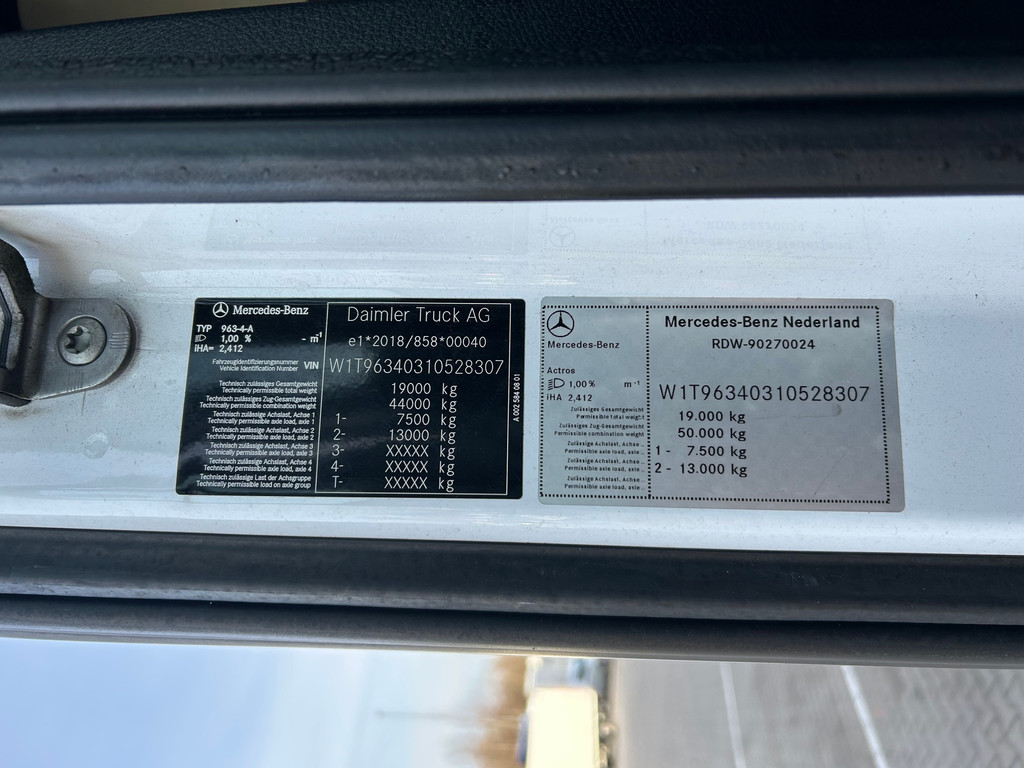 Mercedes-Benz
TYP 963-4-A
1,00 % - m⁻¹
iHA= 2,412
Fahrzeugidentifizierungsnummer
Vehicle Identification Number VIN
Technisch zulässiges Gesamtgewicht
Technically permissible total weight
Technisch zulässiges Zug-Gesamtgewicht
Technically permissible combination weight
Technisch zulässige Achslast, Achse 1
Technically permissible axle load, axle 1
Technisch zulässige Achslast, Achse 2
Technically permissible axle load, axle 2
Technisch zulässige Achslast, Achse 3
Technically permissible axle load, axle 3
Technisch zulässige Achslast, Achse 4
Technically permissible axle load, axle 4
Technisch zulässige Last der Achsgruppe
Technically permissible load on axle group
Daimler Truck AG
e1*2018/858*00040
W1T96340310528307
19000 kg
44000 kg
1- 7500 kg
2- 13000 kg
3- XXXXX kg
4- XXXXX kg
T- XXXXX kg
A 002 584 08 01
Mercedes-Benz
Actros
1,00 % m⁻¹
iHA 2,412
Zulässiges Gesamtgewicht
Permissible total weight
Zulässiges Zug-Gesamtgewicht
Permissible combination weight
Zulässige Achslast, Achse ..
Permissible axle load, axle ..
Zulässige Achslast, Achse ..
Permissible axle load, axle ..
Zulässige Achslast, Achse ..
Permissible axle load, axle ..
Mercedes-Benz Nederland
RDW-90270024
W1T96340310528307
19.000 kg
50.000 kg
1 - 7.500 kg
2 - 13.000 kg